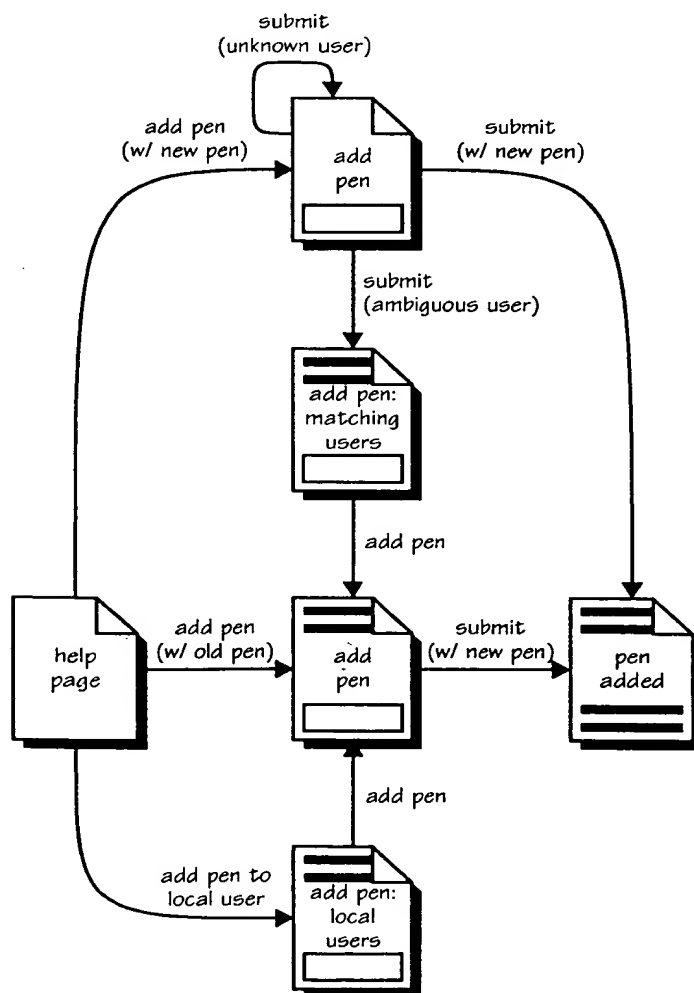 submit
(unknown user)
add pen
(w/ new pen)
submit
(w/ new pen)
add
pen
submit
(ambiguous user)
add pen:
matching
users
add pen
help
page
add pen
(w/ old pen)
add
pen
submit
(w/ new pen)
pen
added
add pen
add pen to
local user
add pen:
local
users